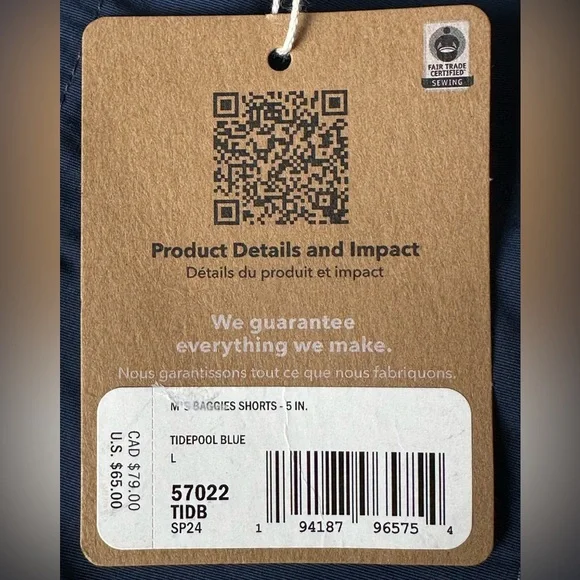 FAIR TRADE
CERTIFIED
SEWING
Product Details and Impact
Détails du produit et impact
We guarantee
everything we make.
Nous garantissons tout ce que nous fabriquons.
M'S BAGGIES SHORTS - 5 IN.
TIDEPOOL BLUE
L
57022
TIDB
SP24
CAD $79.00
U.S. $65.00
1 94187 96575 4